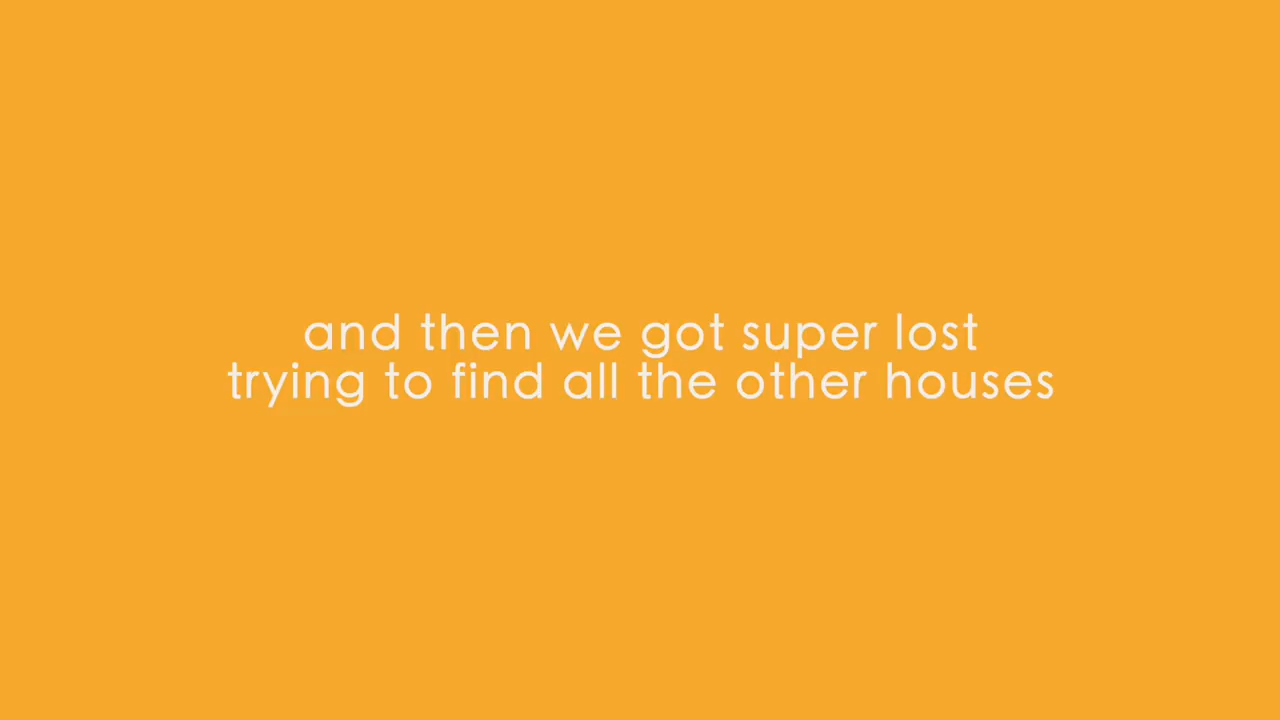 and then we got super lost
trying to find all the other houses